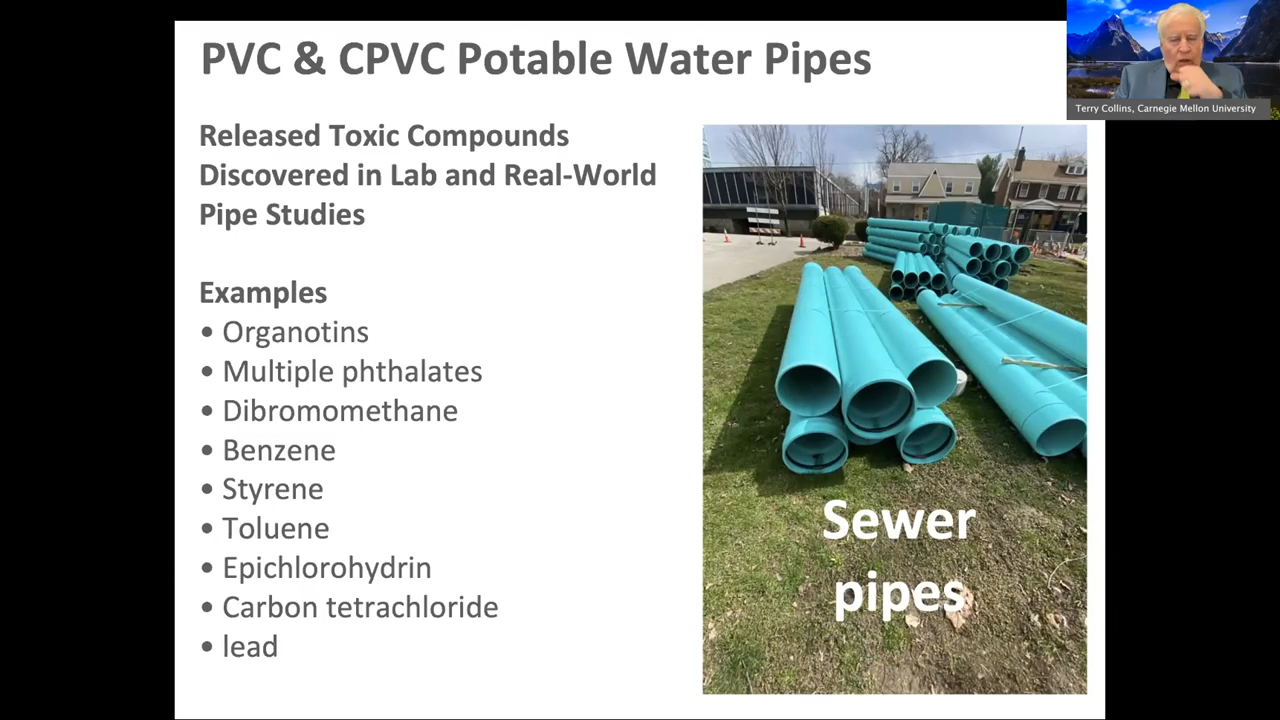 PVC & CPVC Potable Water Pipes
Terry Collins, Carnegie Mellon University
Released Toxic Compounds
Discovered in Lab and Real-World
Pipe Studies
Examples
• Organotins
• Multiple phthalates
• Dibromomethane
• Benzene
• Styrene
• Toluene
• Epichlorohydrin
• Carbon tetrachloride
• lead
Sewer
pipes